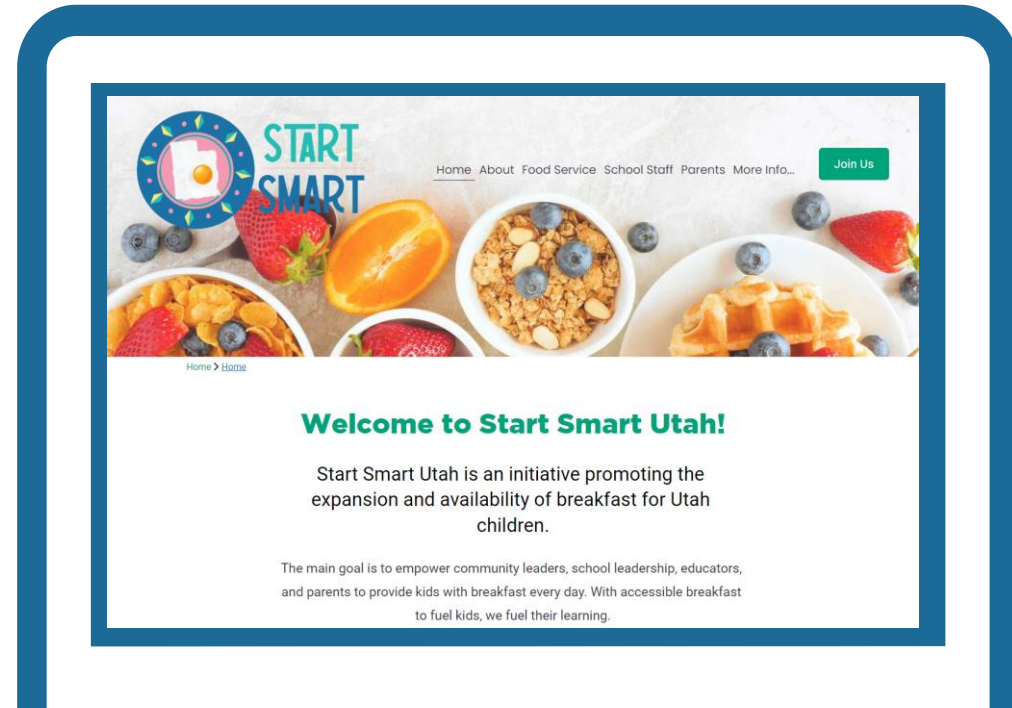 START
SMART
Home About Food Service School Staff Parents More Info... Join Us
Home > Home
Welcome to Start Smart Utah!
Start Smart Utah is an initiative promoting the
expansion and availability of breakfast for Utah
children.
The main goal is to empower community leaders, school leadership, educators,
and parents to provide kids with breakfast every day. With accessible breakfast
to fuel kids, we fuel their learning.